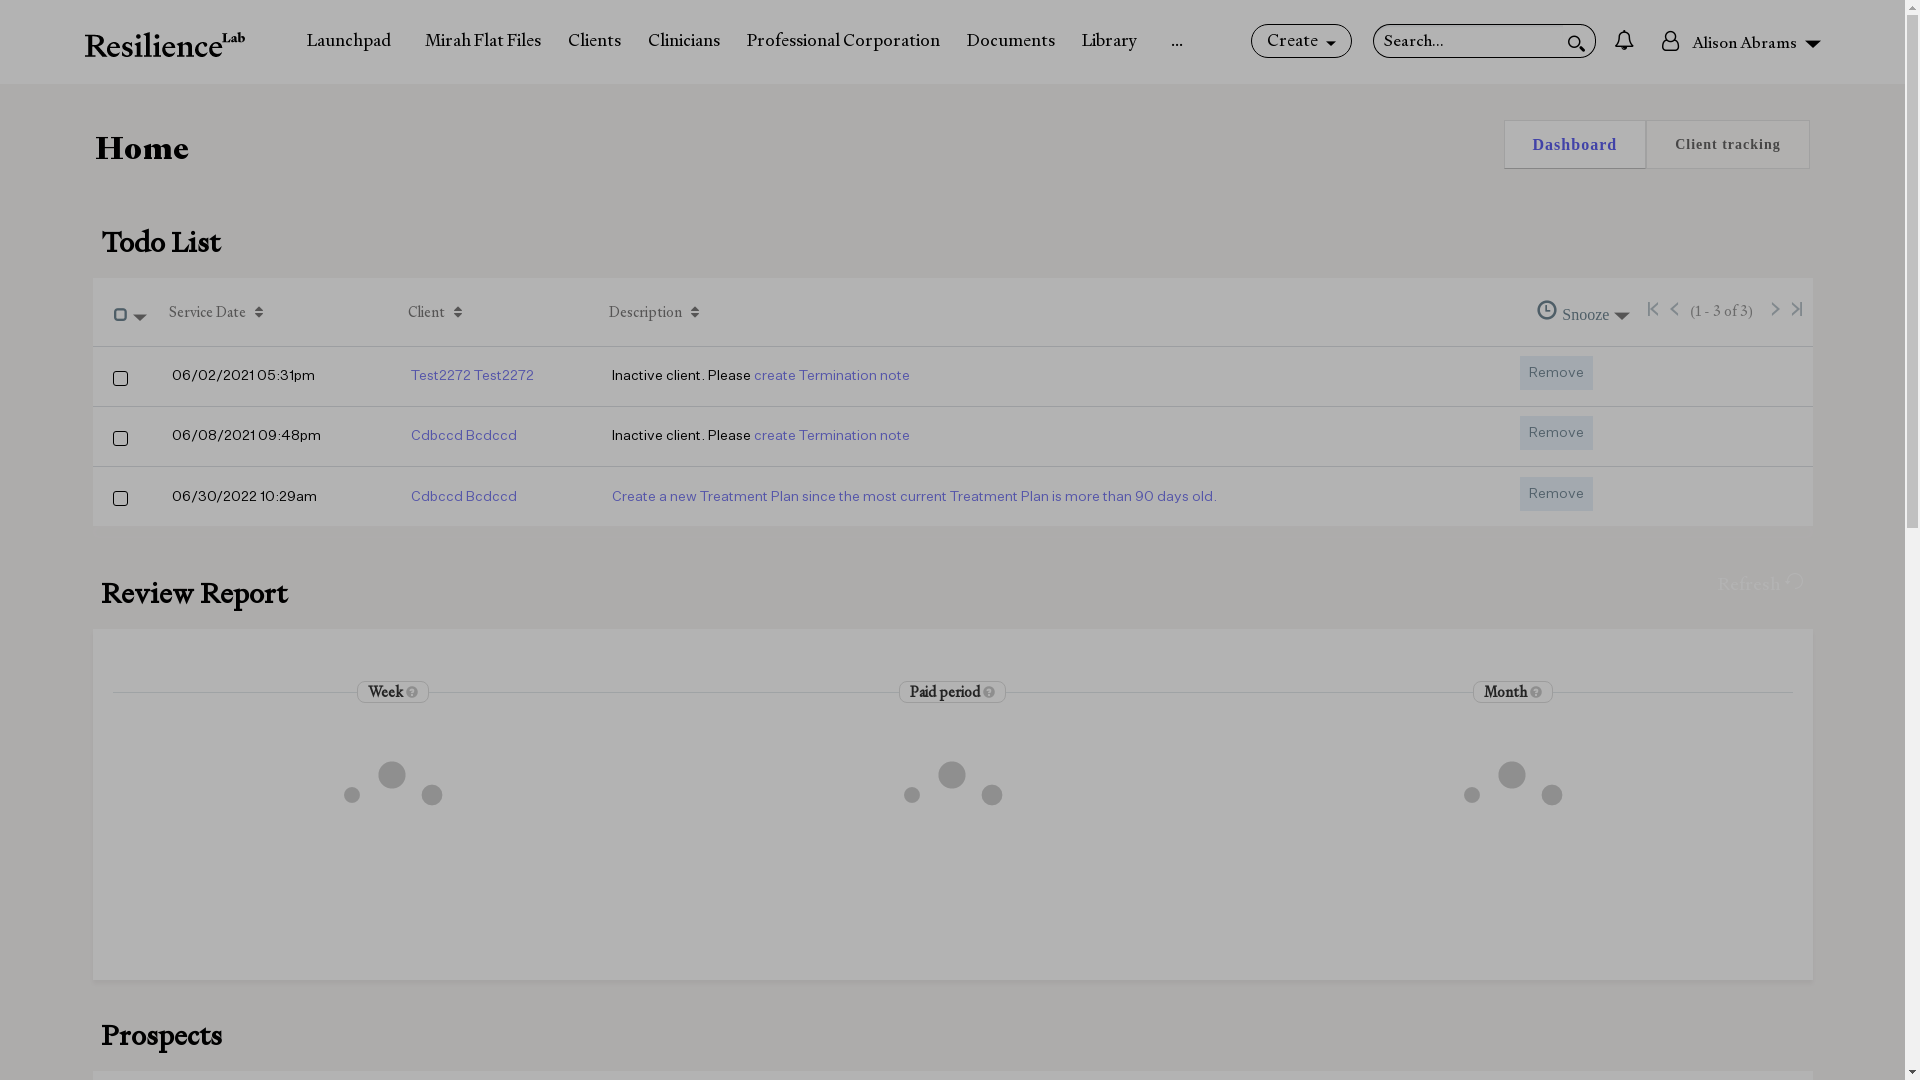 ResilienceLab Launchpad Mirah Flat Files Clients Clinicians Professional Corporation Documents Library ... Create Search... Alison Abrams
Home
Dashboard Client tracking
Todo List
Service Date Client Description Snooze (1 - 3 of 3)
06/02/2021 05:31pm Test2272 Test2272 Inactive client. Please create Termination note Remove
06/08/2021 09:48pm Cdbccd Bcdccd Inactive client. Please create Termination note Remove
06/30/2022 10:29am Cdbccd Bcdccd Create a new Treatment Plan since the most current Treatment Plan is more than 90 days old. Remove
Review Report Refresh
Week ? Paid period ? Month ?
Prospects